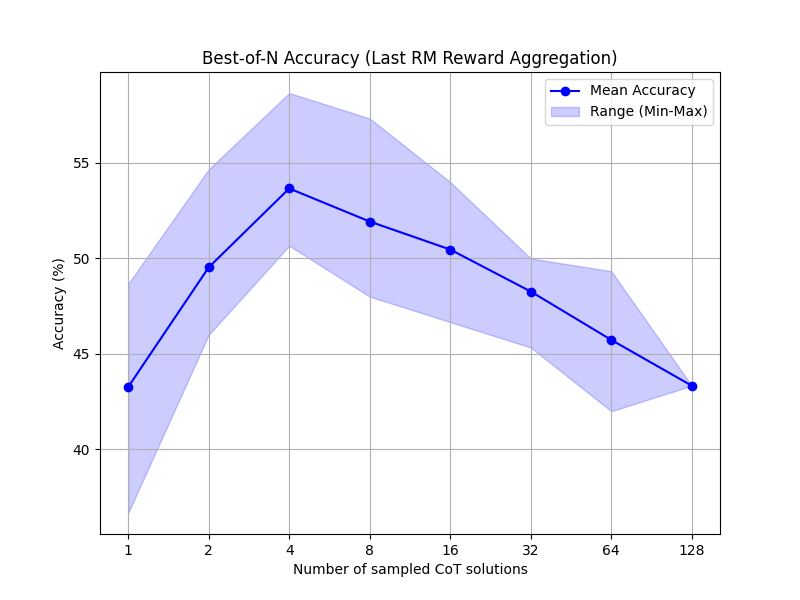 Best-of-N Accuracy (Last RM Reward Aggregation)
Mean Accuracy
Range (Min-Max)
Accuracy (%)
55
50
45
40
1 2 4 8 16 32 64 128
Number of sampled CoT solutions